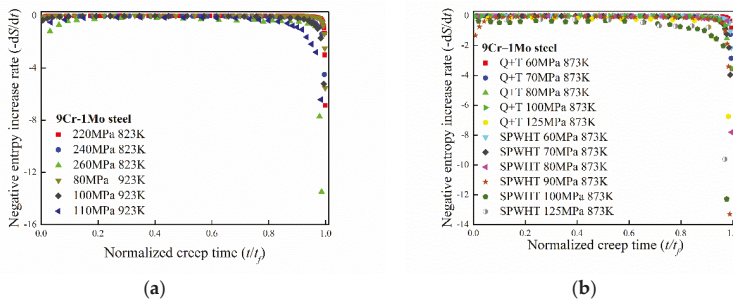 0
-4
-8
-12
-16
Negative entrpy increase rate (-dS/dt)
9Cr-1Mo steel
220MPa 823K
240MPa 823K
260MPa 823K
80MPa 923K
100MPa 923K
110MPa 923K
0.0 0.2 0.4 0.6 0.8 1.0
Normalized creep time (t/tf)
(a)
0
-2
-4
-6
-8
-10
-12
-14
Negative entropy increase rate (-dS/dt)
9Cr–1Mo steel
Q+T 60MPa 873K
Q+T 70MPa 873K
Q+T 80MPa 873K
Q+T 100MPa 873K
Q+T 125MPa 873K
SPWHT 60MPa 873K
SPWHT 70MPa 873K
SPWHT 80MPa 873K
SPWHT 90MPa 873K
SPWHT 100MPa 873K
SPWHT 125MPa 873K
0.0 0.2 0.4 0.6 0.8 1.
Normalized creep time (t/tf)
(b)